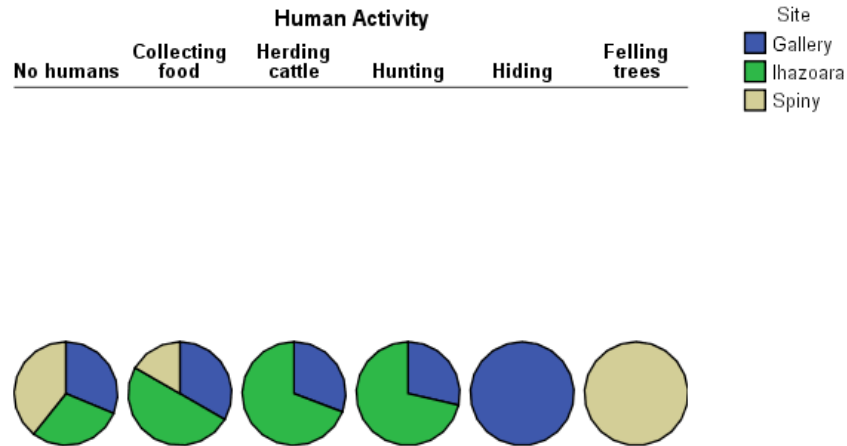 Human Activity
No humans
Collecting
food
Herding
cattle
Hunting
Hiding
Felling
trees
Site
Gallery
Ihazoara
Spiny